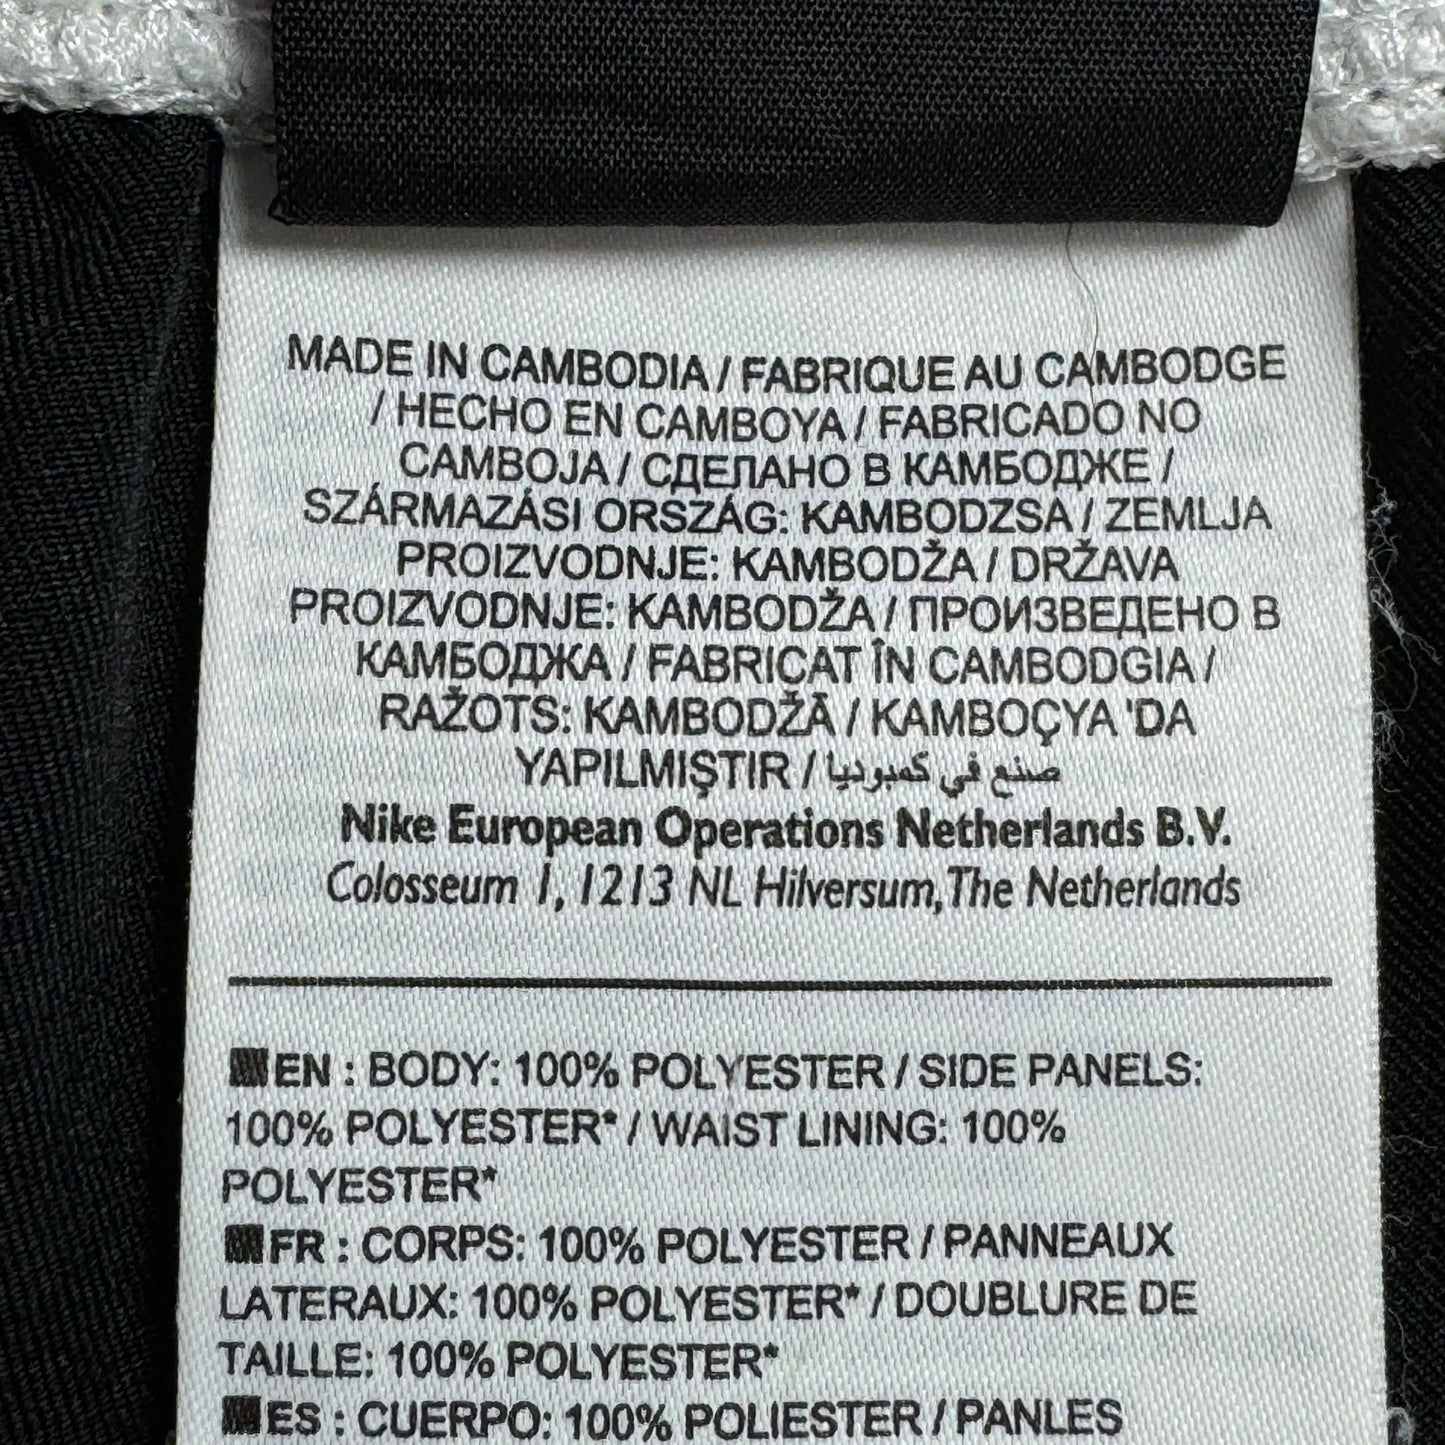 MADE IN CAMBODIA / FABRIQUE AU CAMBODGE
/ HECHO EN CAMBOYA / FABRICADO NO
CAMBOJA / СДЕЛАНО В КАМБОДЖЕ /
SZÁRMAZÁSI ORSZÁG: KAMBODZSA / ZEMLJA
PROIZVODNJE: KAMBODŽA / DRŽAVA
PROIZVODNJE: KAMBODŽA / ПРОИЗВЕДЕНО В
КАМБОДЖА / FABRICAT ÎN CAMBODGIA /
RAŽOTS: KAMBODŽĀ / KAMBOÇYA 'DA
YAPILMIŞTIR / صنع في كمبوديا
Nike European Operations Netherlands B.V.
Colosseum 1, 1213 NL Hilversum, The Netherlands
EN : BODY: 100% POLYESTER / SIDE PANELS:
100% POLYESTER* / WAIST LINING: 100%
POLYESTER*
FR : CORPS: 100% POLYESTER / PANNEAUX
LATERAUX: 100% POLYESTER* / DOUBLURE DE
TAILLE: 100% POLYESTER*
ES : CUERPO: 100% POLIESTER / PANLES